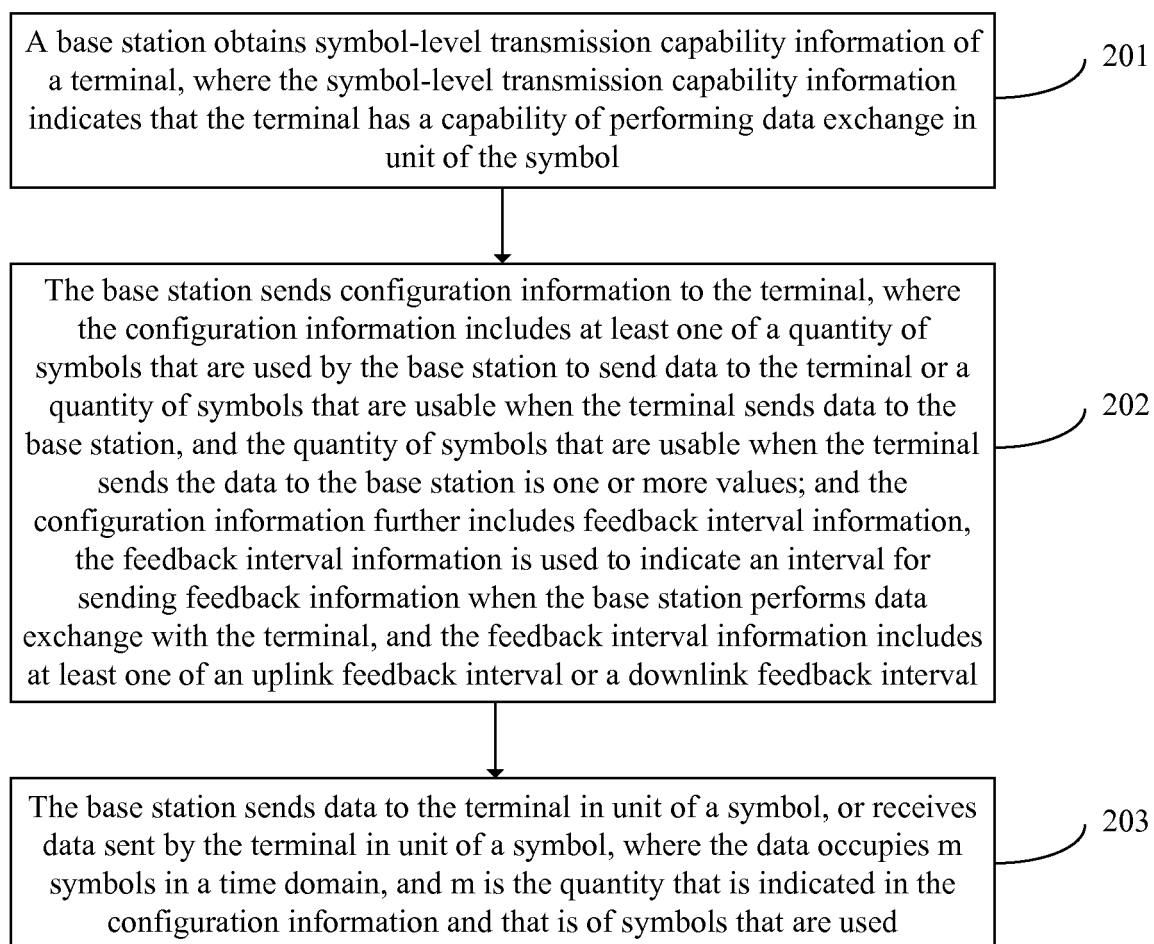 A base station obtains symbol-level transmission capability information of
a terminal, where the symbol-level transmission capability information
indicates that the terminal has a capability of performing data exchange in
unit of the symbol
201
The base station sends configuration information to the terminal, where
the configuration information includes at least one of a quantity of
symbols that are used by the base station to send data to the terminal or a
quantity of symbols that are usable when the terminal sends data to the
base station, and the quantity of symbols that are usable when the terminal
sends the data to the base station is one or more values; and the
configuration information further includes feedback interval information,
the feedback interval information is used to indicate an interval for
sending feedback information when the base station performs data
exchange with the terminal, and the feedback interval information includes
at least one of an uplink feedback interval or a downlink feedback interval
202
The base station sends data to the terminal in unit of a symbol, or receives
data sent by the terminal in unit of a symbol, where the data occupies m
symbols in a time domain, and m is the quantity that is indicated in the
configuration information and that is of symbols that are used
203